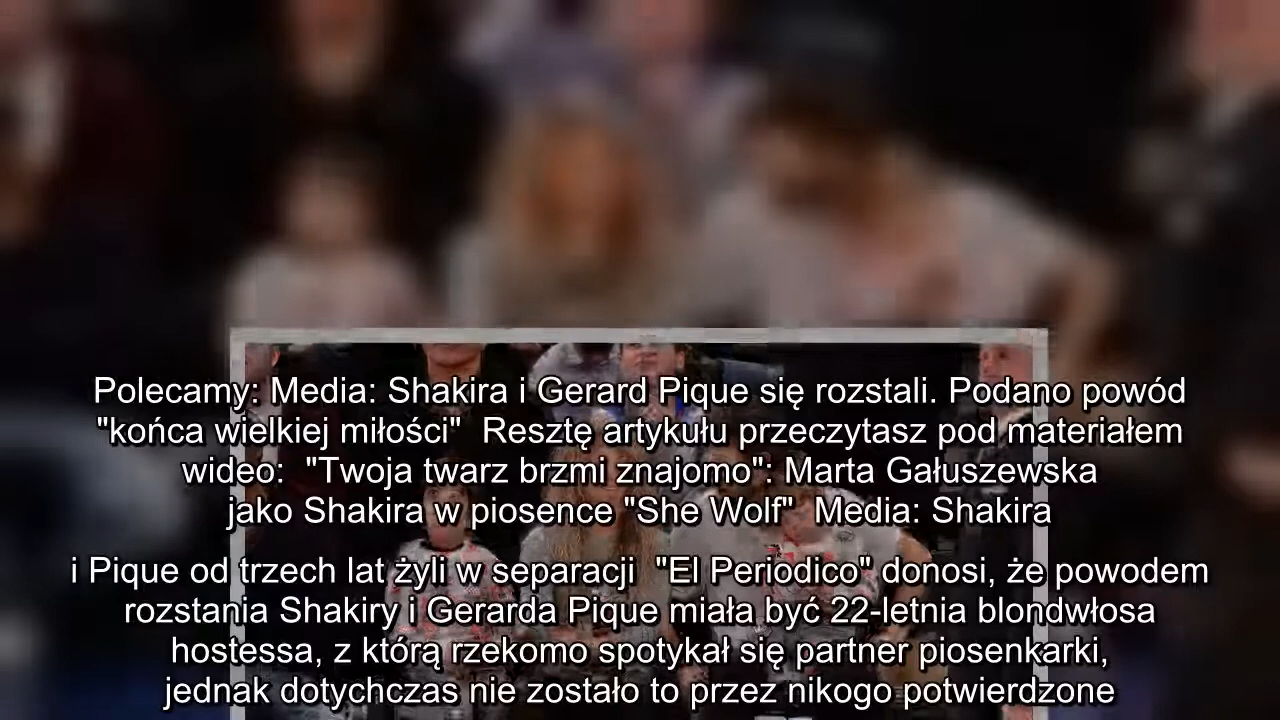 Polecamy: Media: Shakira i Gerard Pique się rozstali. Podano powód
"końca wielkiej miłości"  Resztę artykułu przeczytasz pod materiałem
wideo:  "Twoja twarz brzmi znajomo": Marta Gałuszewska
jako Shakira w piosence "She Wolf"  Media: Shakira
i Pique od trzech lat żyli w separacji  "El Periodico" donosi, że powodem
rozstania Shakiry i Gerarda Pique miała być 22-letnia blondwłosa
hostessa, z którą rzekomo spotykał się partner piosenkarki,
jednak dotychczas nie zostało to przez nikogo potwierdzone